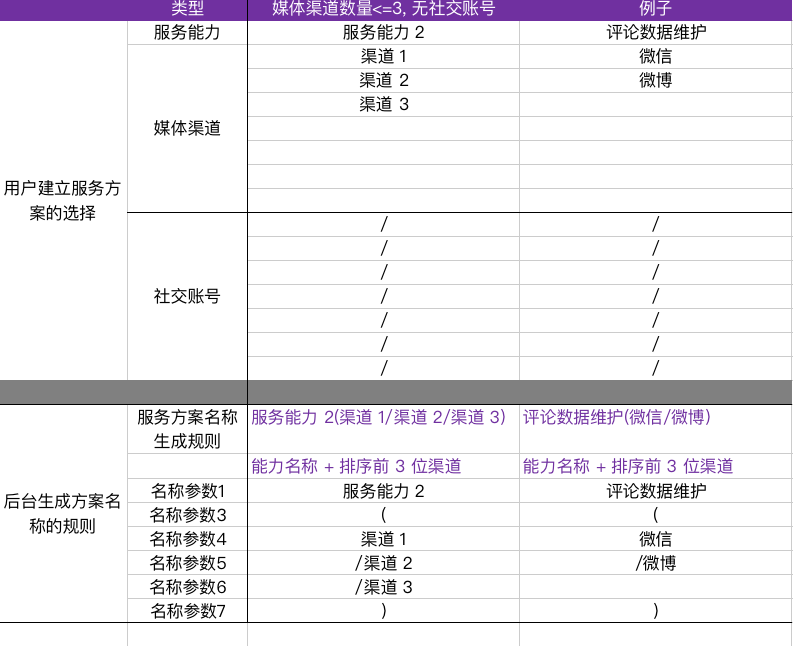 类型 媒体渠道数量<=3, 无社交账号 例子
服务能力 服务能力 2 评论数据维护
渠道 1 微信
渠道 2 微博
渠道 3
媒体渠道
用户建立服务方
案的选择
/ /
/ /
/ /
社交账号 / /
/ /
/ /
/ /
服务方案名称 服务能力 2(渠道 1/渠道 2/渠道 3) 评论数据维护(微信/微博)
生成规则
能力名称 + 排序前 3 位渠道 能力名称 + 排序前 3 位渠道
后台生成方案名
称的规则
名称参数1 服务能力 2 评论数据维护
名称参数3 ( (
名称参数4 渠道 1 微信
名称参数5 /渠道 2 /微博
名称参数6 /渠道 3
名称参数7 ) )